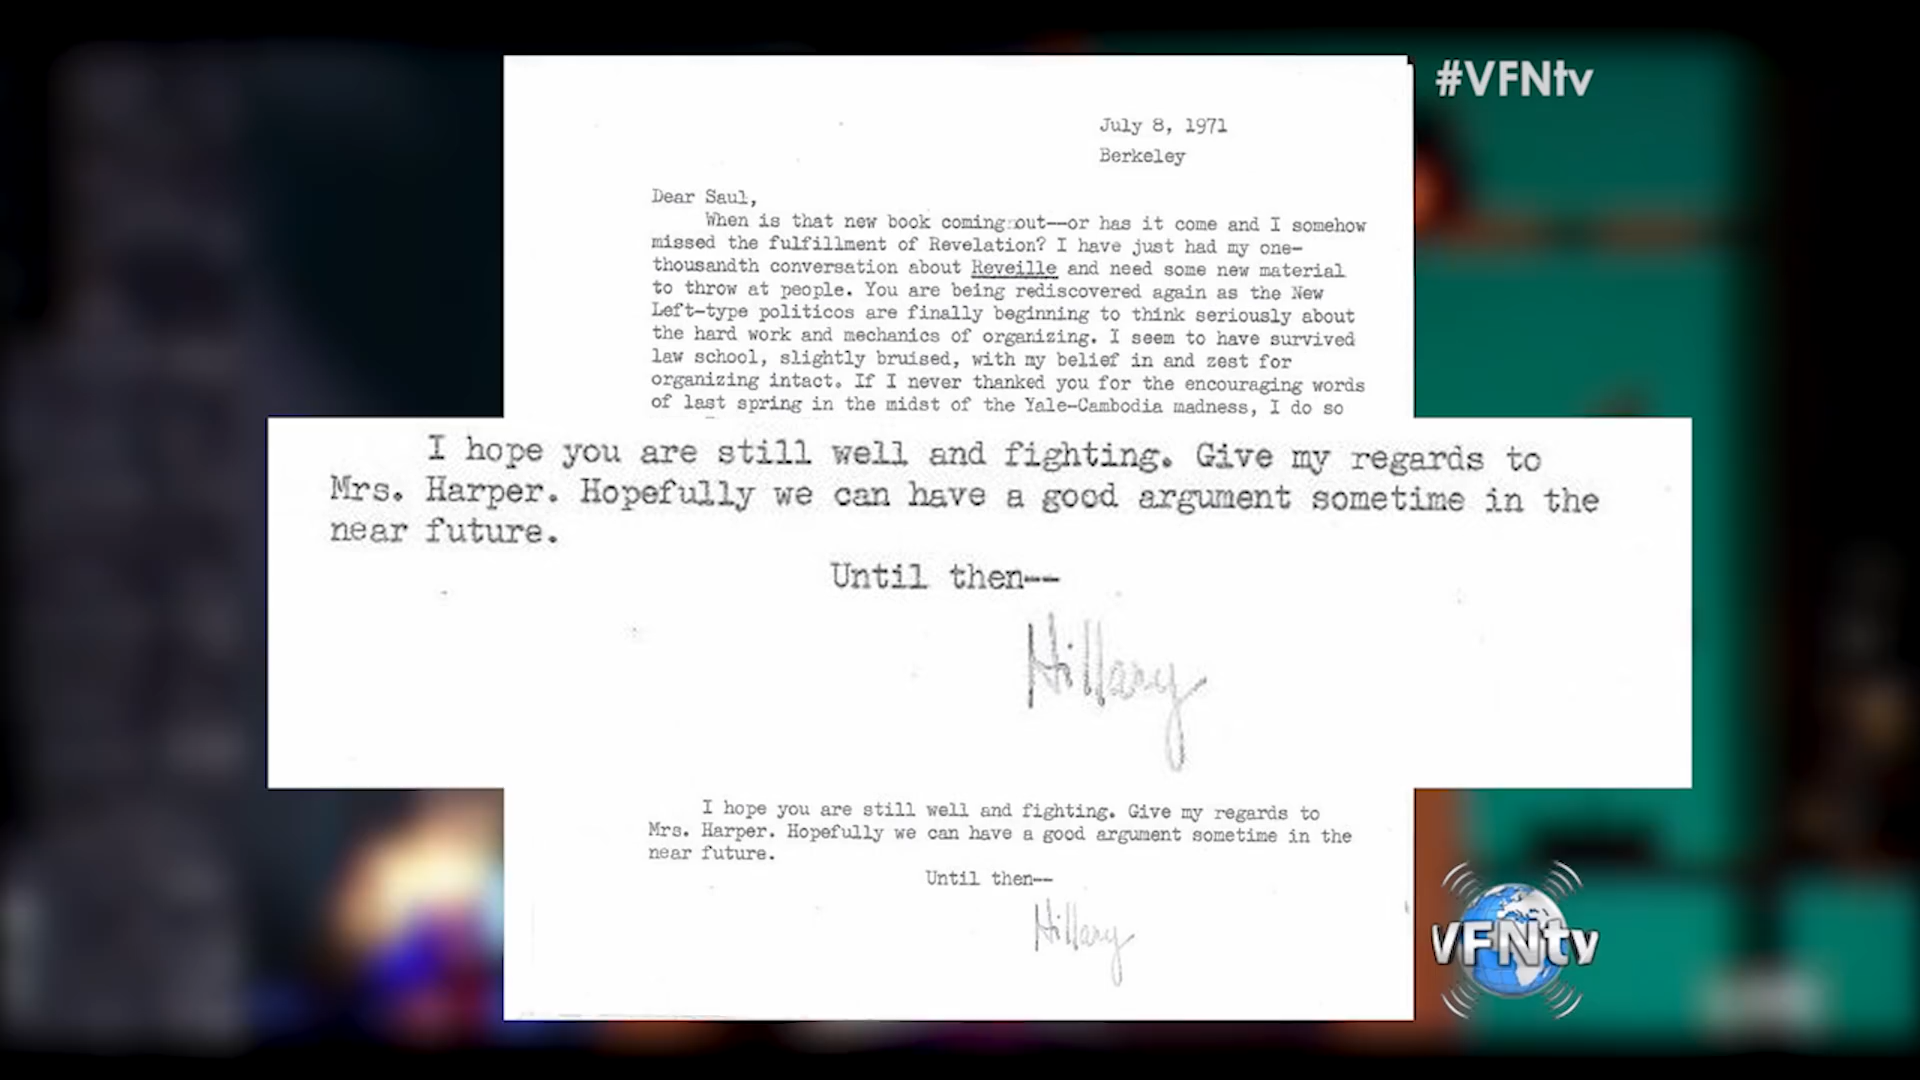 #VFNtv
July 8, 1971
Berkeley
Dear Saul,
When is that new book coming out--or has it come and I somehow
missed the fulfillment of Revelation? I have just had my one-
thousandth conversation about Reveille and need some new material
to throw at people. You are being rediscovered again as the New
Left-type politicos are finally beginning to think seriously about
the hard work and mechanics of organizing. I seem to have survived
law school, slightly bruised, with my belief in and zest for
organizing intact. If I never thanked you for the encouraging words
of last spring in the midst of the Yale-Cambodia madness, I do so
I hope you are still well and fighting. Give my regards to
Mrs. Harper. Hopefully we can have a good argument sometime in the
near future.
Until then--
Hillary
I hope you are still well and fighting. Give my regards to
Mrs. Harper. Hopefully we can have a good argument sometime in the
near future.
Until then--
Hillary
VFNtv